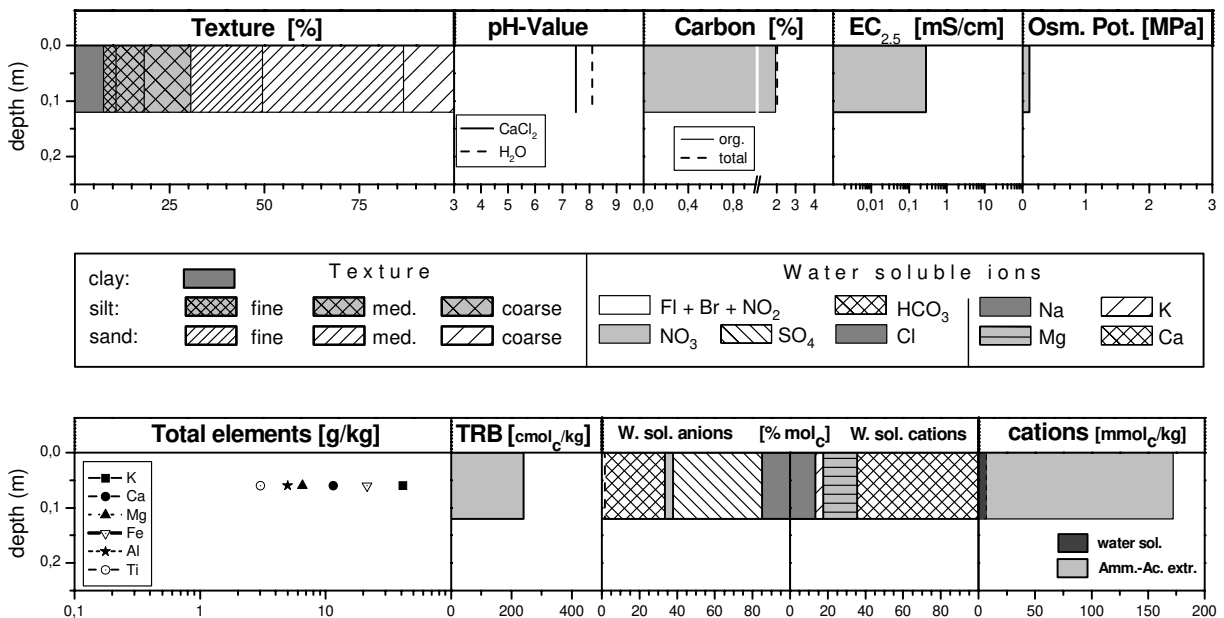 Texture [%]
pH-Value
Carbon [%]
EC2.5 [mS/cm]
Osm. Pot. [MPa]
depth (m)
0,0
0,1
0,2
CaCl2
H2O
org.
total
0 25 50 75
3 4 5 6 7 8 9
0,0 0,4 0,8 2 3 4
0,01 0,1 1 10
0 1 2 3
Texture
clay:
silt: fine med. coarse
sand: fine med. coarse
Water soluble ions
Fl + Br + NO2 HCO3 Na K
NO3 SO4 Cl Mg Ca
Total elements [g/kg]
TRB [cmolc/kg]
W. sol. anions [% molc] W. sol. cations
cations [mmolc/kg]
depth (m)
0,0
0,1
0,2
K
Ca
Mg
Fe
Al
Ti
water sol.
Amm.-Ac. extr.
0,1 1 10
0 200 400
0 20 40 60 80
0 20 40 60 80
0 50 100 150 200